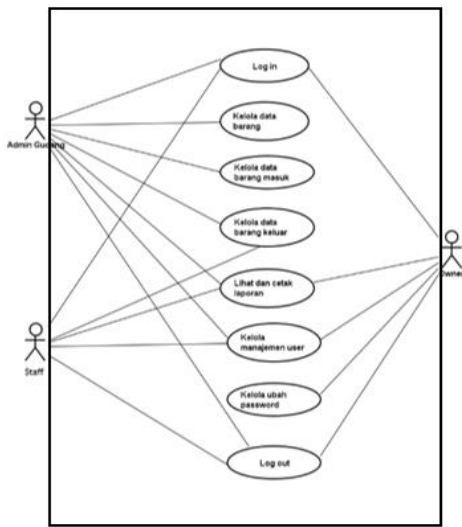 Log in
Kelola data
barang
Admin Gudang
Kelola data
barang masuk
Kelola data
barang keluar
Owner
Lihat dan cetak
laporan
Kelola
manajemen user
Staff
Kelola ubah
password
Log out